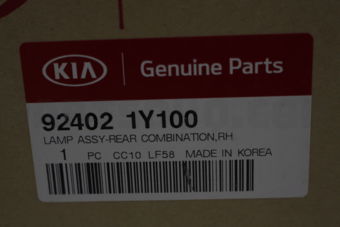 KIA Genuine Parts
92402 1Y100
LAMP ASSY-REAR COMBINATION,RH
1 PC CC10 LF58 MADE IN KOREA